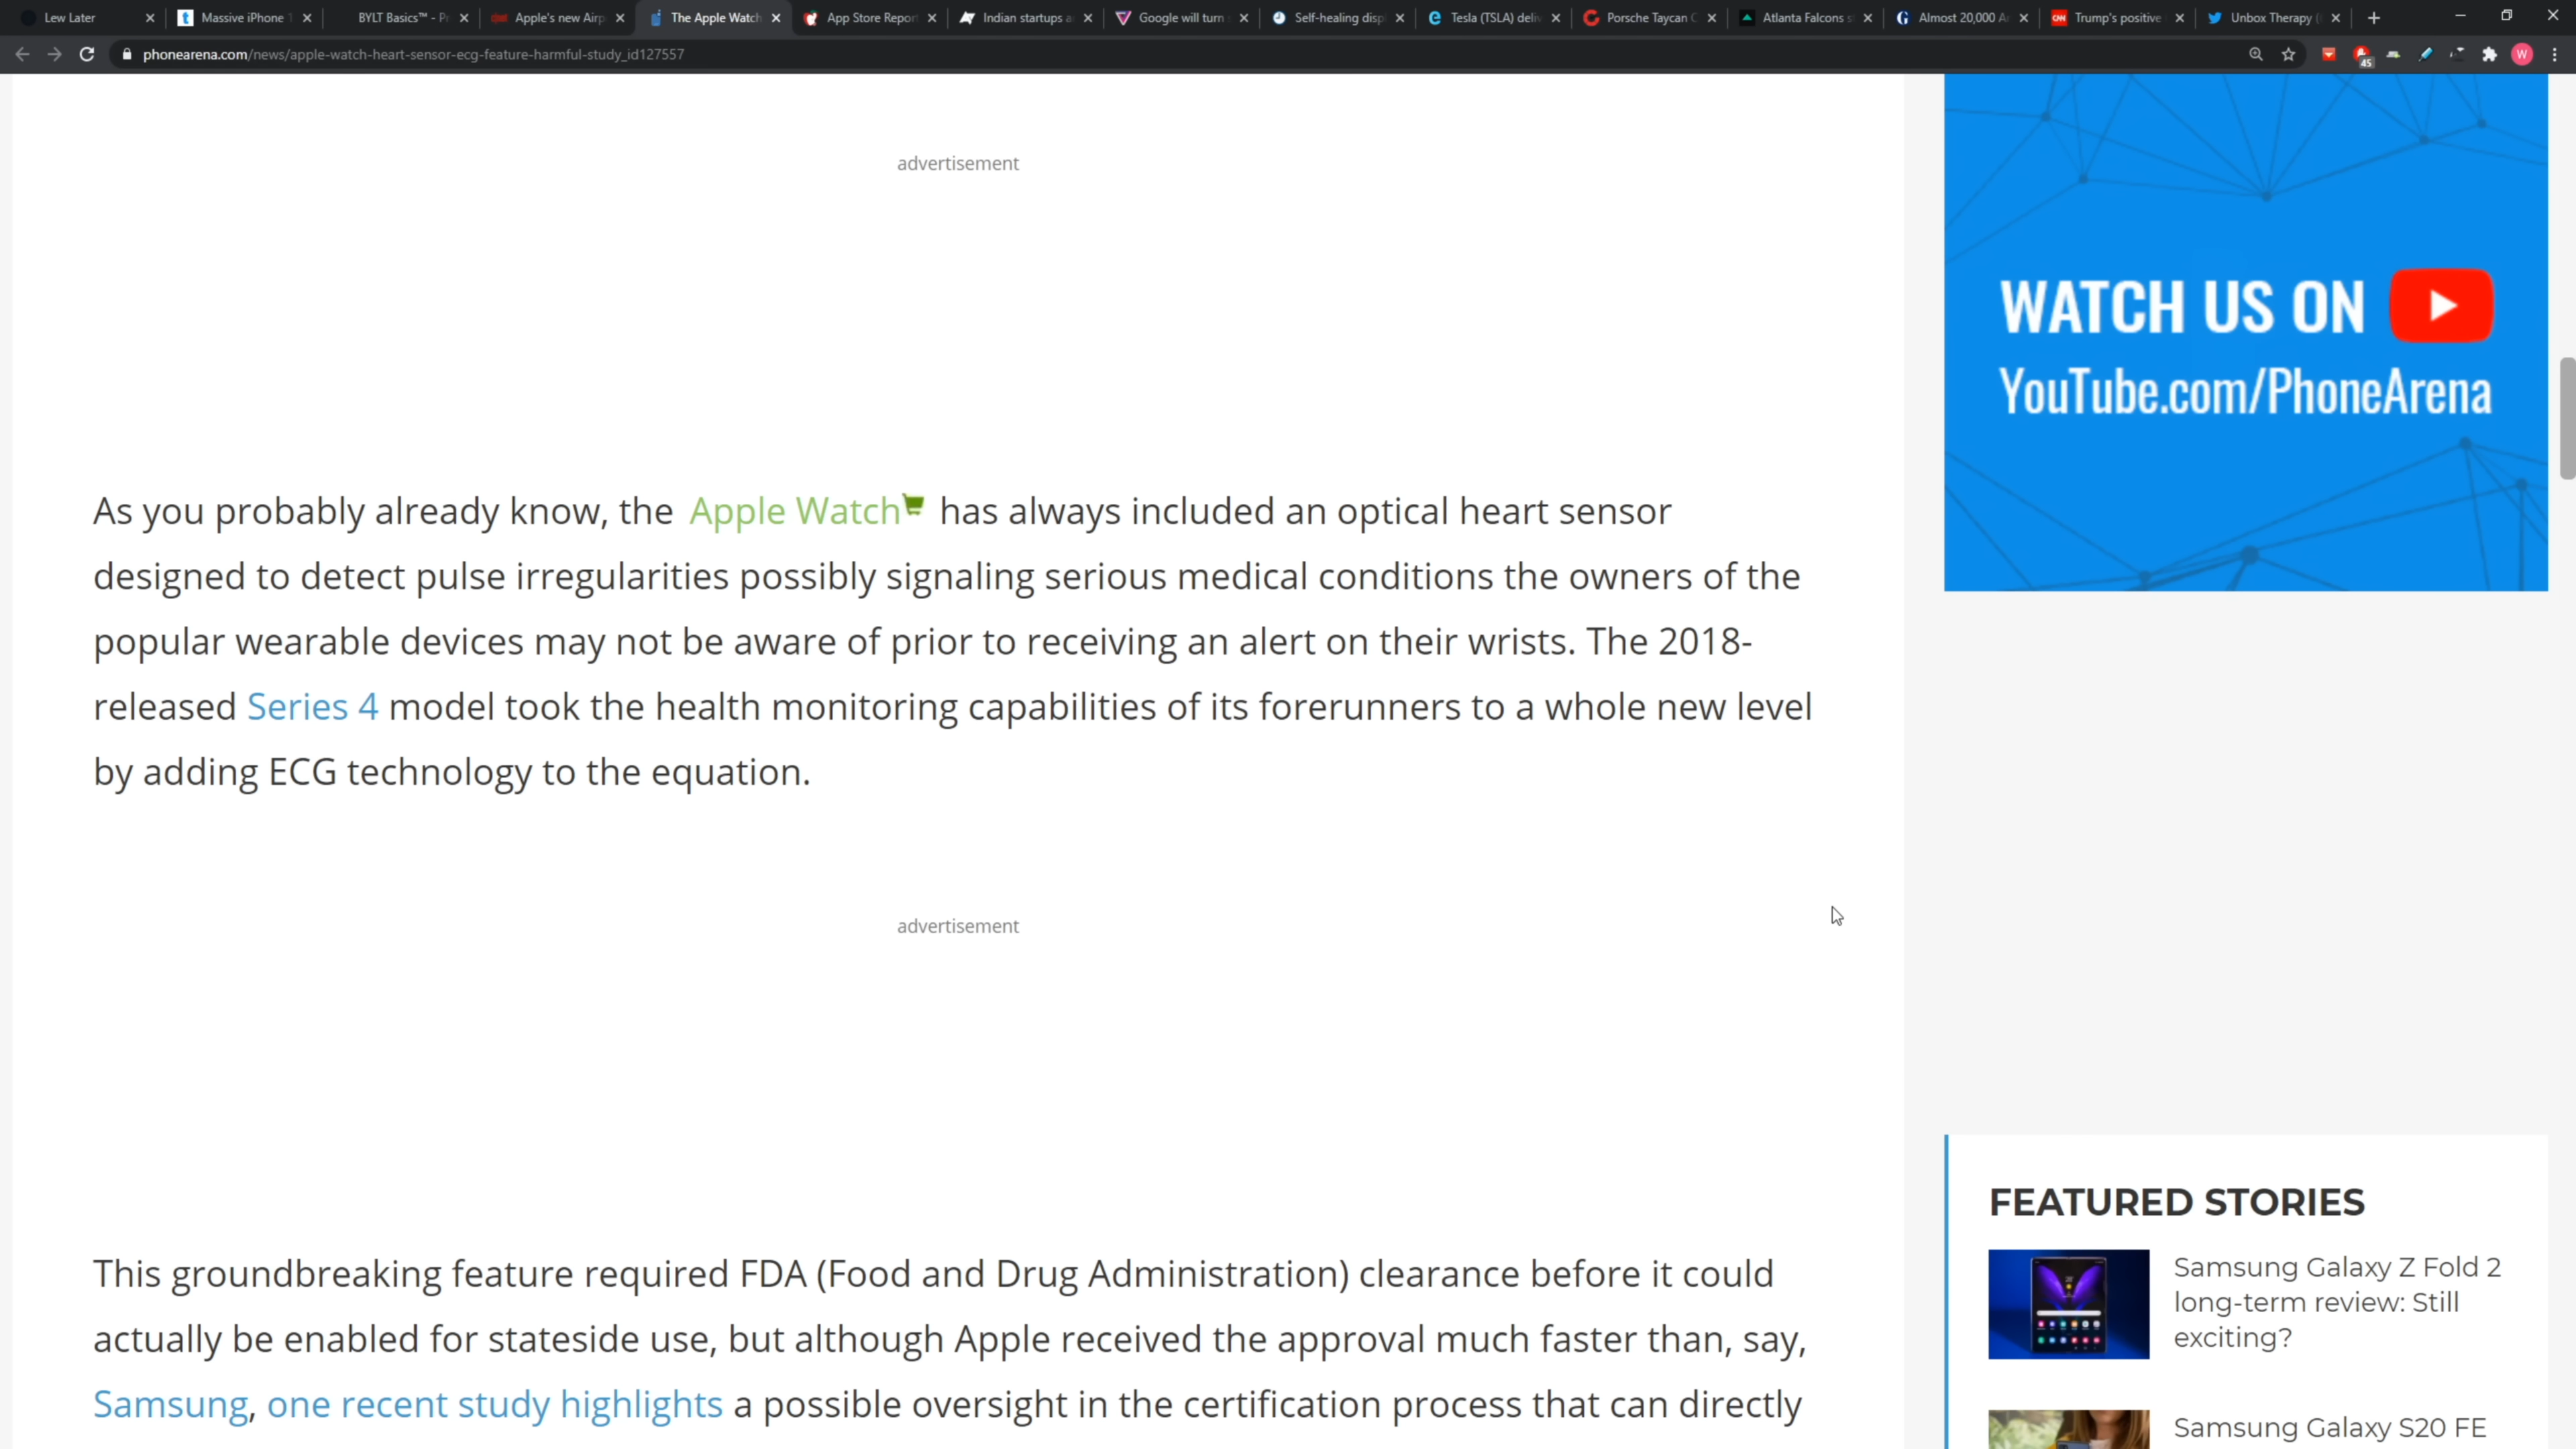 Lew Later
Massive iPhone 1
BYLT Basics™ - Pr
Apple's new Airp
The Apple Watch
App Store Report
Indian startups a
Google will turn
Self-healing disp
Tesla (TSLA) deliv
Porsche Taycan C
Atlanta Falcons s
Almost 20,000 A
CNN
Trump's positive
Unbox Therapy (
phonearena.com/news/apple-watch-heart-sensor-ecg-feature-harmful-study_id127557
45
W
advertisement
As you probably already know, the Apple Watch has always included an optical heart sensor
designed to detect pulse irregularities possibly signaling serious medical conditions the owners of the
popular wearable devices may not be aware of prior to receiving an alert on their wrists. The 2018-
released Series 4 model took the health monitoring capabilities of its forerunners to a whole new level
by adding ECG technology to the equation.
advertisement
This groundbreaking feature required FDA (Food and Drug Administration) clearance before it could
actually be enabled for stateside use, but although Apple received the approval much faster than, say,
Samsung, one recent study highlights a possible oversight in the certification process that can directly
WATCH US ON
YouTube.com/PhoneArena
FEATURED STORIES
Samsung Galaxy Z Fold 2
long-term review: Still
exciting?
Samsung Galaxy S20 FE